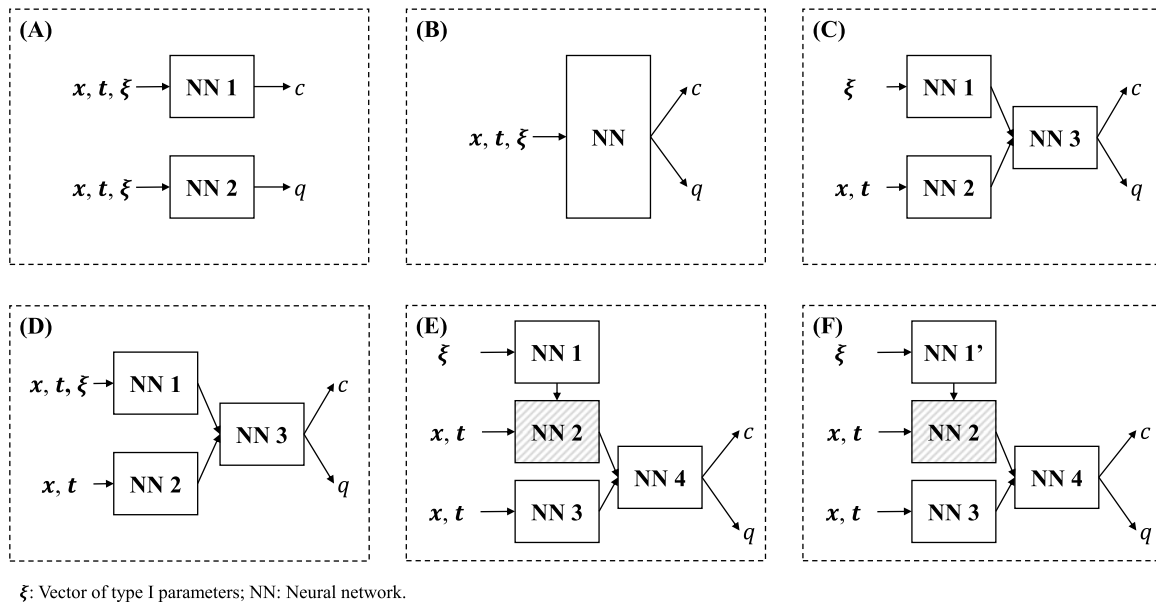 (A)
x, t, ξ
NN 1
c
x, t, ξ
NN 2
q
(B)
x, t, ξ
NN
c
q
(C)
ξ
NN 1
x, t
NN 2
NN 3
c
q
(D)
x, t, ξ
NN 1
x, t
NN 2
NN 3
c
q
(E)
ξ
NN 1
x, t
NN 2
x, t
NN 3
NN 4
c
q
(F)
ξ
NN 1’
x, t
NN 2
x, t
NN 3
NN 4
c
q
ξ: Vector of type I parameters; NN: Neural network.